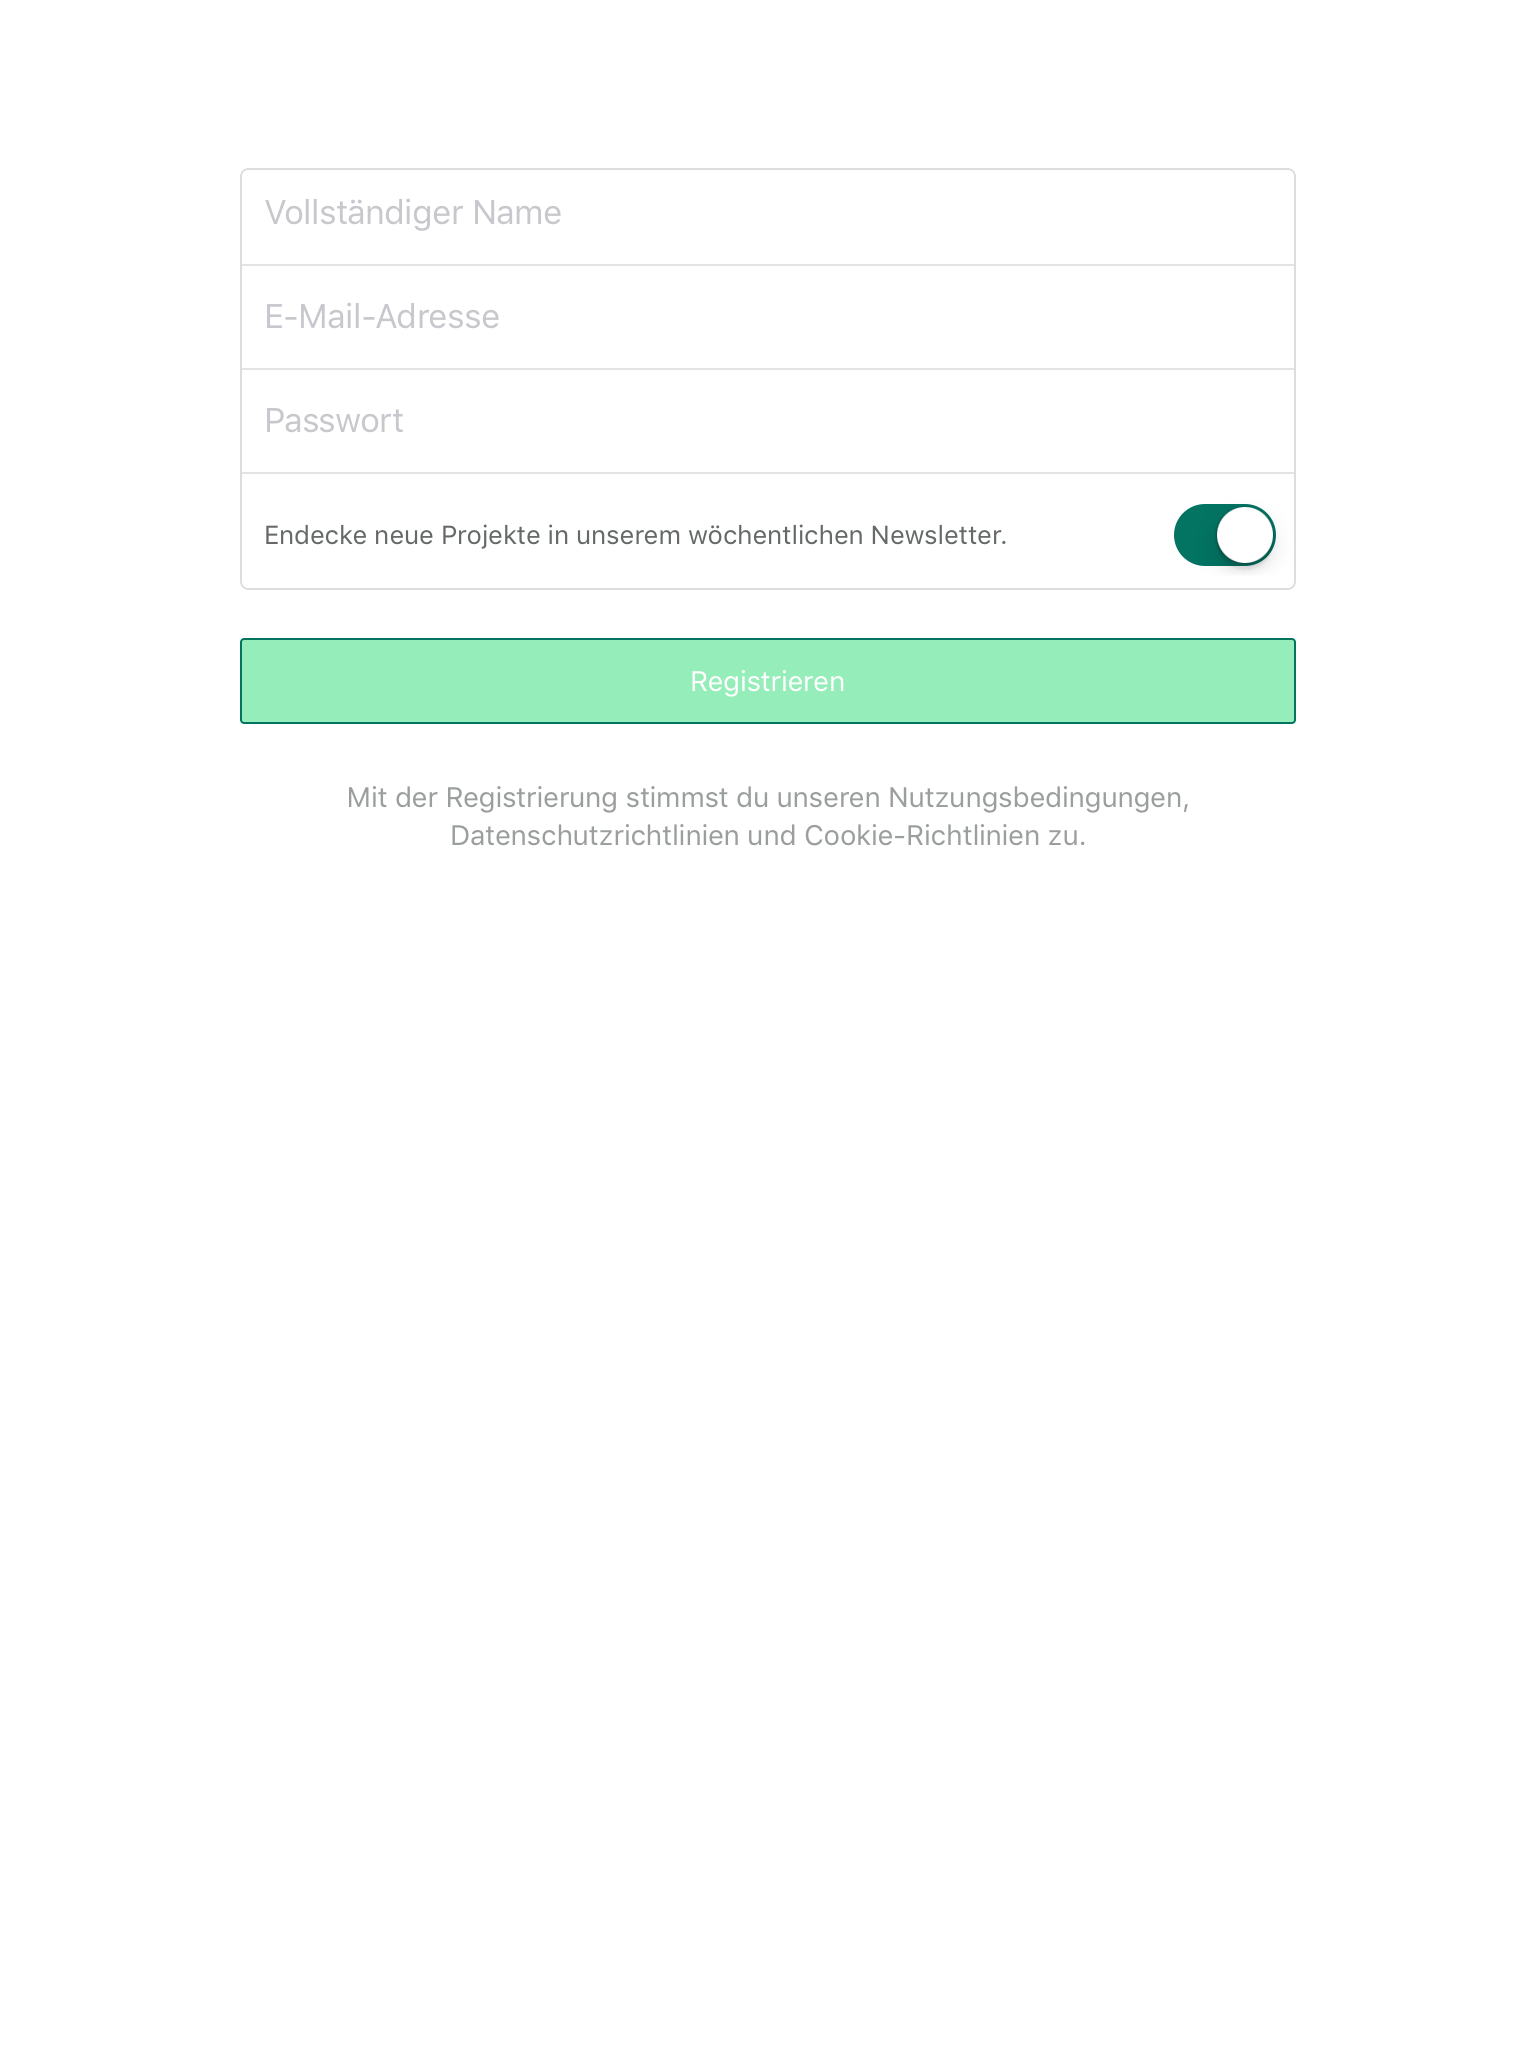 Vollständiger Name
E-Mail-Adresse
Passwort
Endecke neue Projekte in unserem wöchentlichen Newsletter.
Registrieren
Mit der Registrierung stimmst du unseren Nutzungsbedingungen,
Datenschutzrichtlinien und Cookie-Richtlinien zu.